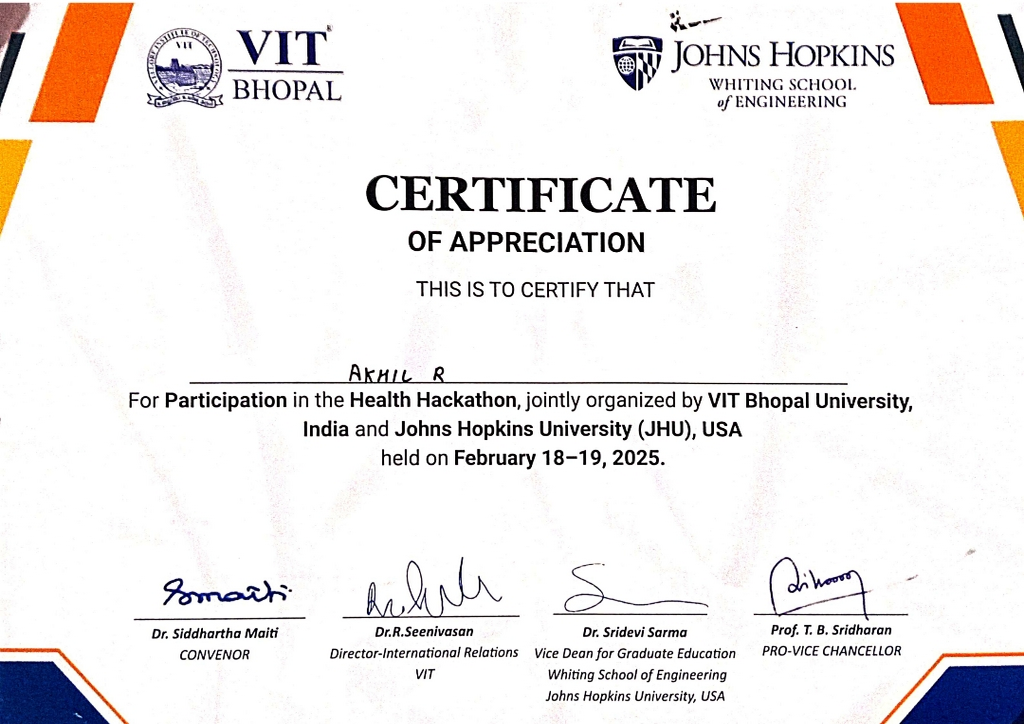 VIT
VIT®
BHOPAL
JOHNS HOPKINS
WHITING SCHOOL
of ENGINEERING
CERTIFICATE
OF APPRECIATION
THIS IS TO CERTIFY THAT
AKHIL R
For Participation in the Health Hackathon, jointly organized by VIT Bhopal University,
India and Johns Hopkins University (JHU), USA
held on February 18–19, 2025.
Smaiti
Dr. Siddhartha Maiti
CONVENOR
Dr.R.Seenivasan
Director-International Relations
VIT
Dr. Sridevi Sarma
Vice Dean for Graduate Education
Whiting School of Engineering
Johns Hopkins University, USA
Prof. T. B. Sridharan
PRO-VICE CHANCELLOR